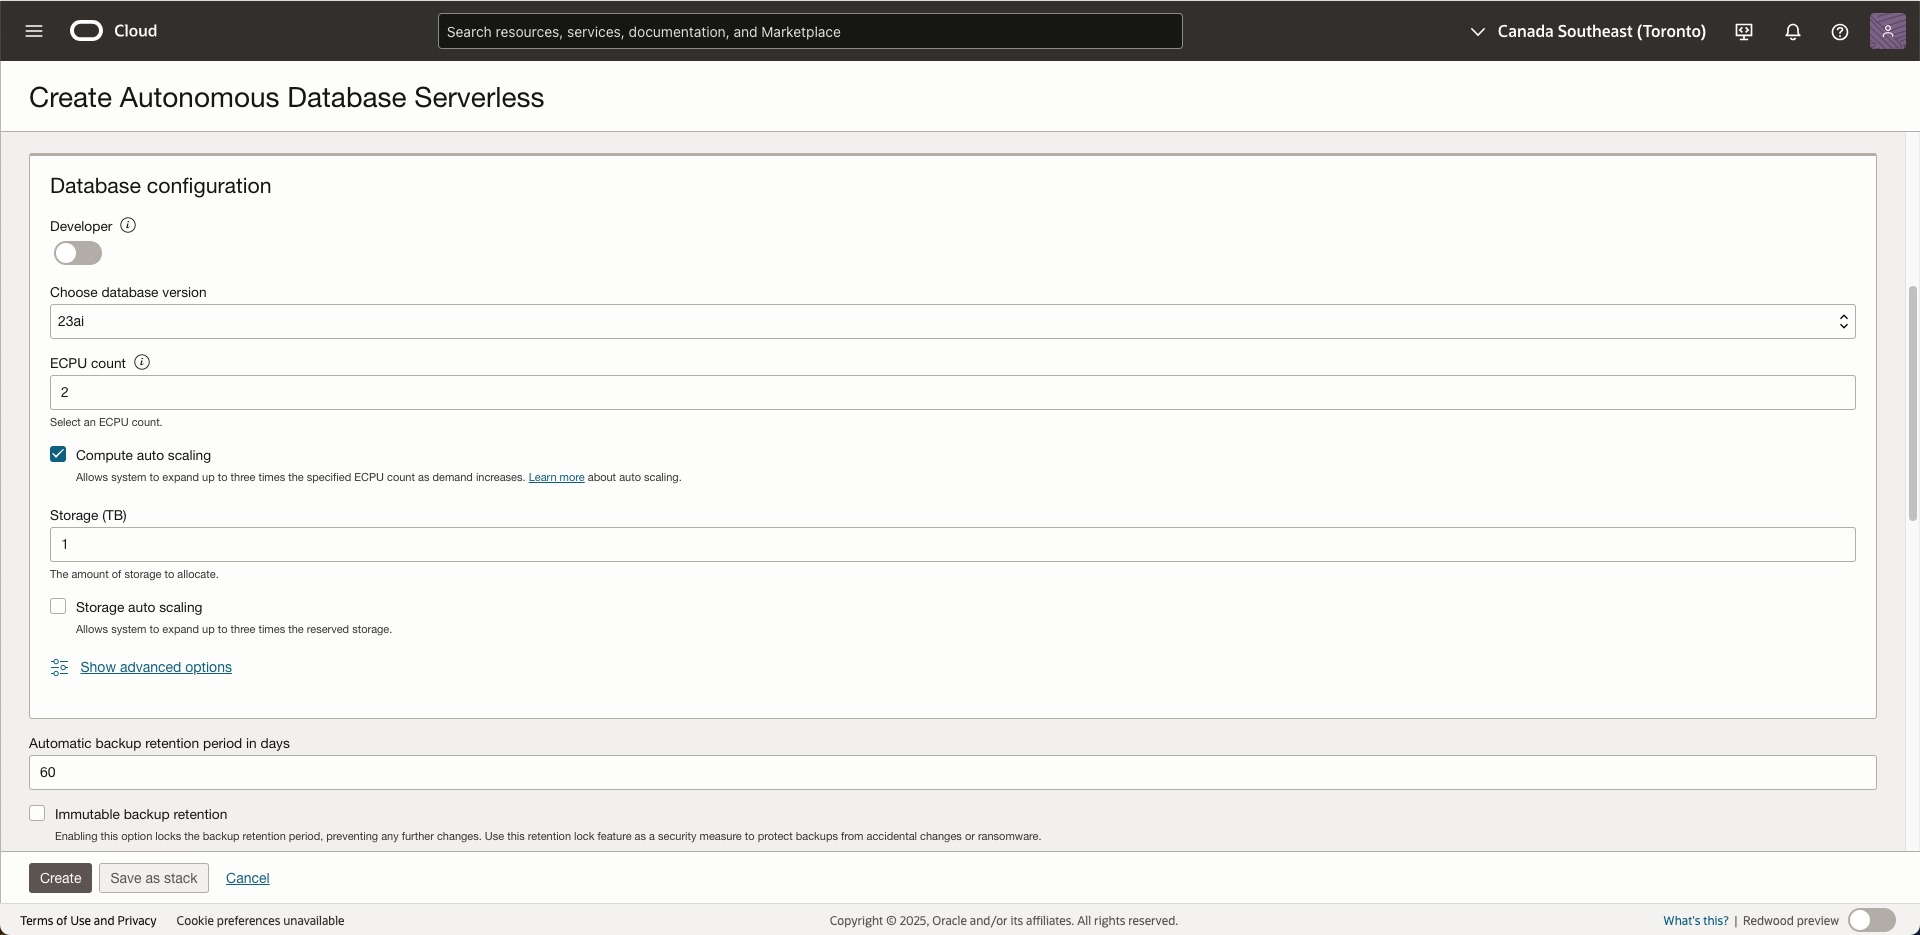 Cloud
Search resources, services, documentation, and Marketplace
Canada Southeast (Toronto)
Create Autonomous Database Serverless
Database configuration
Developer
Choose database version
23ai
ECPU count
2
Select an ECPU count.
Compute auto scaling
Allows system to expand up to three times the specified ECPU count as demand increases. Learn more about auto scaling.
Storage (TB)
1
The amount of storage to allocate.
Storage auto scaling
Allows system to expand up to three times the reserved storage.
Show advanced options
Automatic backup retention period in days
60
Immutable backup retention
Enabling this option locks the backup retention period, preventing any further changes. Use this retention lock feature as a security measure to protect backups from accidental changes or ransomware.
Create
Save as stack
Cancel
Terms of Use and Privacy
Cookie preferences unavailable
Copyright © 2025, Oracle and/or its affiliates. All rights reserved.
What's this? | Redwood preview